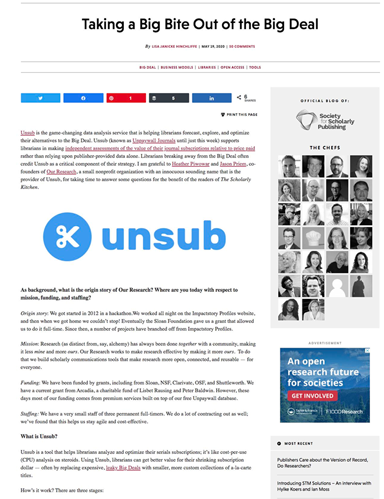 Taking a Big Bite Out of the Big Deal
By LISA JANICKE HINCHLIFFE | MAY 19, 2020 | 30 COMMENTS
BIG DEAL | BUSINESS MODELS | LIBRARIES | OPEN ACCESS | TOOLS
6
SHARES
PRINT THIS PAGE
Unsub is the game-changing data analysis service that is helping librarians forecast, explore, and optimize
their alternatives to the Big Deal. Unsub (known as Unpaywall Journals until just this week) supports
librarians in making independent assessments of the value of their journal subscriptions relative to price paid
rather than relying upon publisher-provided data alone. Librarians breaking away from the Big Deal often
credit Unsub as a critical component of their strategy. I am grateful to Heather Piwowar and Jason Priem, co-
founders of Our Research, a small nonprofit organization with an innocuous sounding name that is the
provider of Unsub, for taking time to answer some questions for the benefit of the readers of The Scholarly
Kitchen.
unsub
As background, what is the origin story of Our Research? Where are you today with respect to
mission, funding, and staffing?
Origin story: We got started in 2012 in a hackathon. We worked all night on the Impactstory Profiles website,
and then when we got home we couldn't stop! Eventually the Sloan Foundation gave us a grant that allowed
us to do it full-time. Since then, a number of projects have branched off from Impactstory Profiles.
Mission: Research (as distinct from, say, alchemy) has always been done together with a community, making
it less mine and more ours. Our Research works to make research effective by making it more ours. To do
that we build scholarly communications tools that make research more open, connected, and reusable — for
everyone.
Funding: We have been funded by grants, including from Sloan, NSF, Clarivate, OSF, and Shuttleworth. We
have a current grant from Arcadia, a charitable fund of Lisbet Rausing and Peter Baldwin. However, these
days most of our funding comes from premium services built on top of our free Unpaywall database.
Staffing: We have a very small staff of three permanent full-timers. We do a lot of contracting out as well;
we've found that this helps us stay agile and cost-effective.
What is Unsub?
Unsub is a tool that helps librarians analyze and optimize their serials subscriptions; it's like cost-per-use
(CPU) analysis on steroids. Using Unsub, librarians can get better value for their shrinking subscription
dollar — often by replacing expensive, leaky Big Deals with smaller, more custom collections of a-la-carte
titles.
How's it work? There are three stages:
OFFICIAL BLOG OF:
Society for
Scholarly
Publishing
THE CHEFS
ADVERTISEMENT
An open
research future
for societies
GET INVOLVED
F1000Research
MOST RECENT
Publishers Care about the Version of Record,
Do Researchers?
Introducing STM Solutions – An interview with
Hylke Koers and Ian Moss